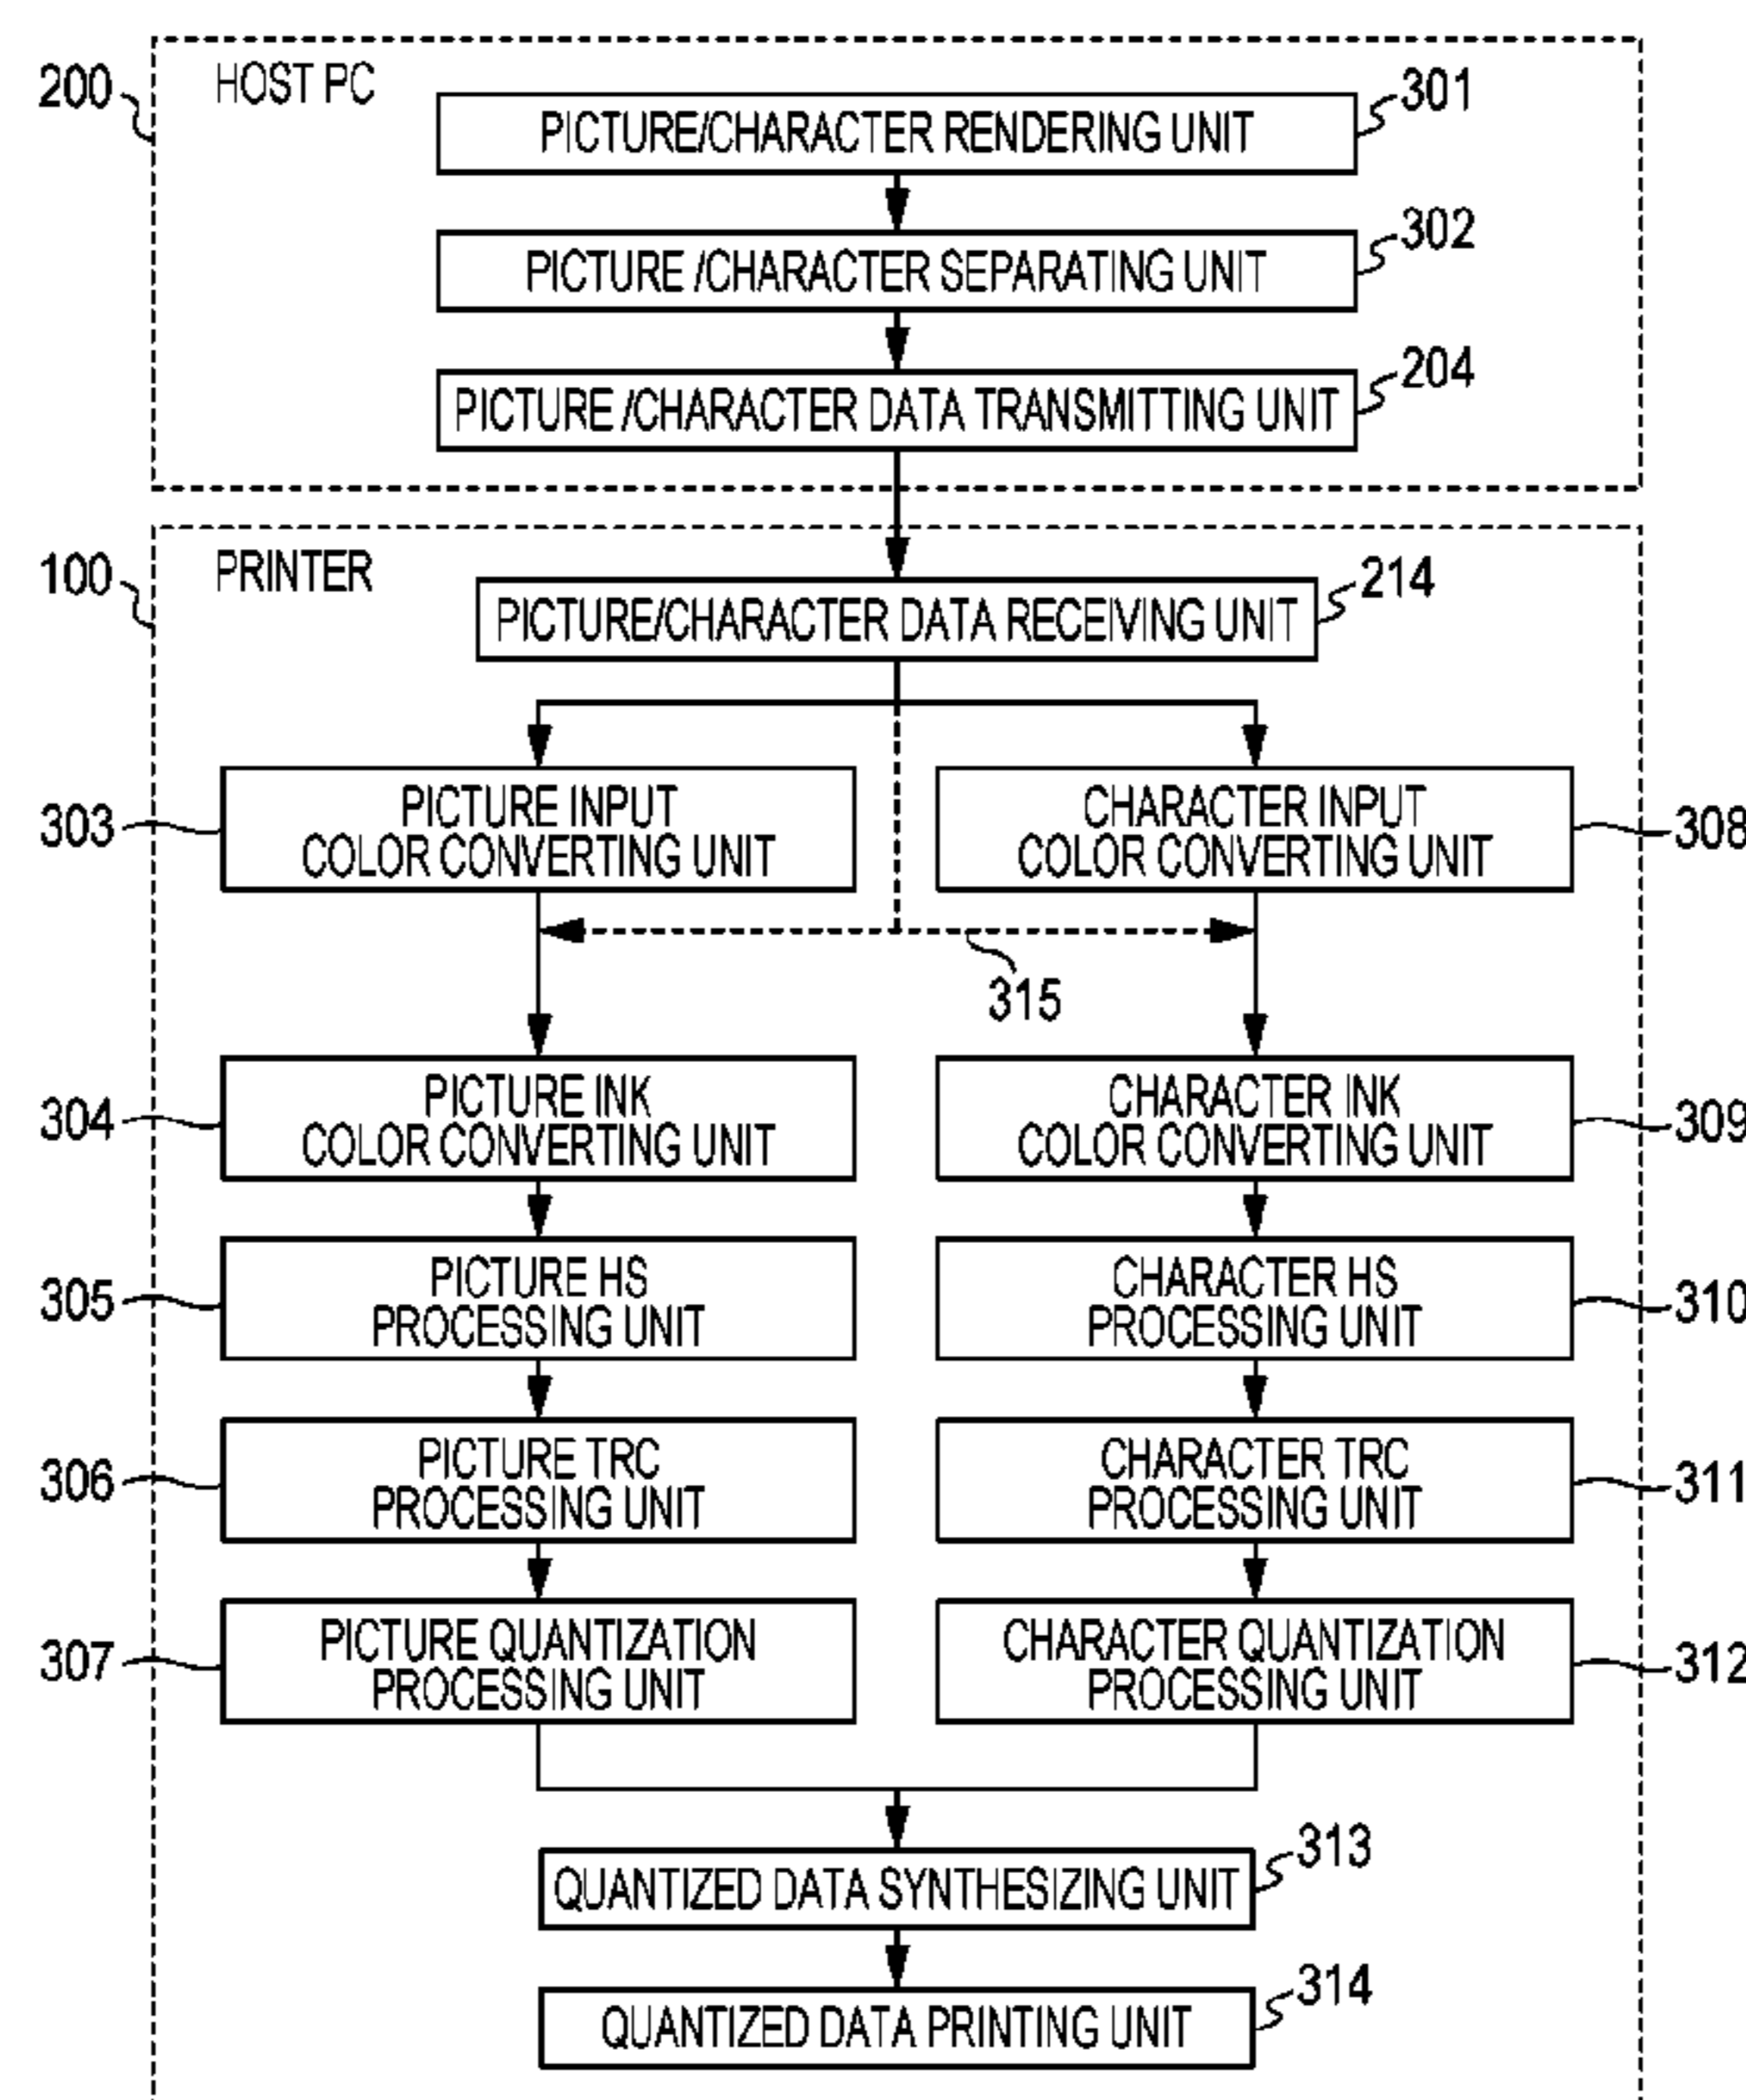 200
HOST PC
PICTURE/CHARACTER RENDERING UNIT
301
PICTURE /CHARACTER SEPARATING UNIT
302
PICTURE /CHARACTER DATA TRANSMITTING UNIT
204
100
PRINTER
PICTURE/CHARACTER DATA RECEIVING UNIT
214
303
PICTURE INPUT
COLOR CONVERTING UNIT
CHARACTER INPUT
COLOR CONVERTING UNIT
308
315
304
PICTURE INK
COLOR CONVERTING UNIT
CHARACTER INK
COLOR CONVERTING UNIT
309
305
PICTURE HS
PROCESSING UNIT
CHARACTER HS
PROCESSING UNIT
310
306
PICTURE TRC
PROCESSING UNIT
CHARACTER TRC
PROCESSING UNIT
311
307
PICTURE QUANTIZATION
PROCESSING UNIT
CHARACTER QUANTIZATION
PROCESSING UNIT
312
QUANTIZED DATA SYNTHESIZING UNIT
313
QUANTIZED DATA PRINTING UNIT
314